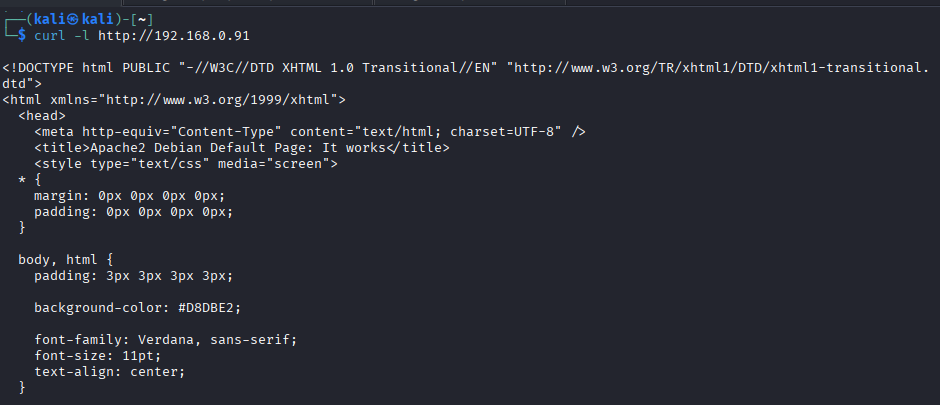 ┌──(kali㉿kali)-[~]
└─$ curl -l http://192.168.0.91

<!DOCTYPE html PUBLIC "-//W3C//DTD XHTML 1.0 Transitional//EN" "http://www.w3.org/TR/xhtml1/DTD/xhtml1-transitional.
dtd">
<html xmlns="http://www.w3.org/1999/xhtml">
  <head>
    <meta http-equiv="Content-Type" content="text/html; charset=UTF-8" />
    <title>Apache2 Debian Default Page: It works</title>
    <style type="text/css" media="screen">
  * {
    margin: 0px 0px 0px 0px;
    padding: 0px 0px 0px 0px;
  }

  body, html {
    padding: 3px 3px 3px 3px;

    background-color: #D8DBE2;

    font-family: Verdana, sans-serif;
    font-size: 11pt;
    text-align: center;
  }